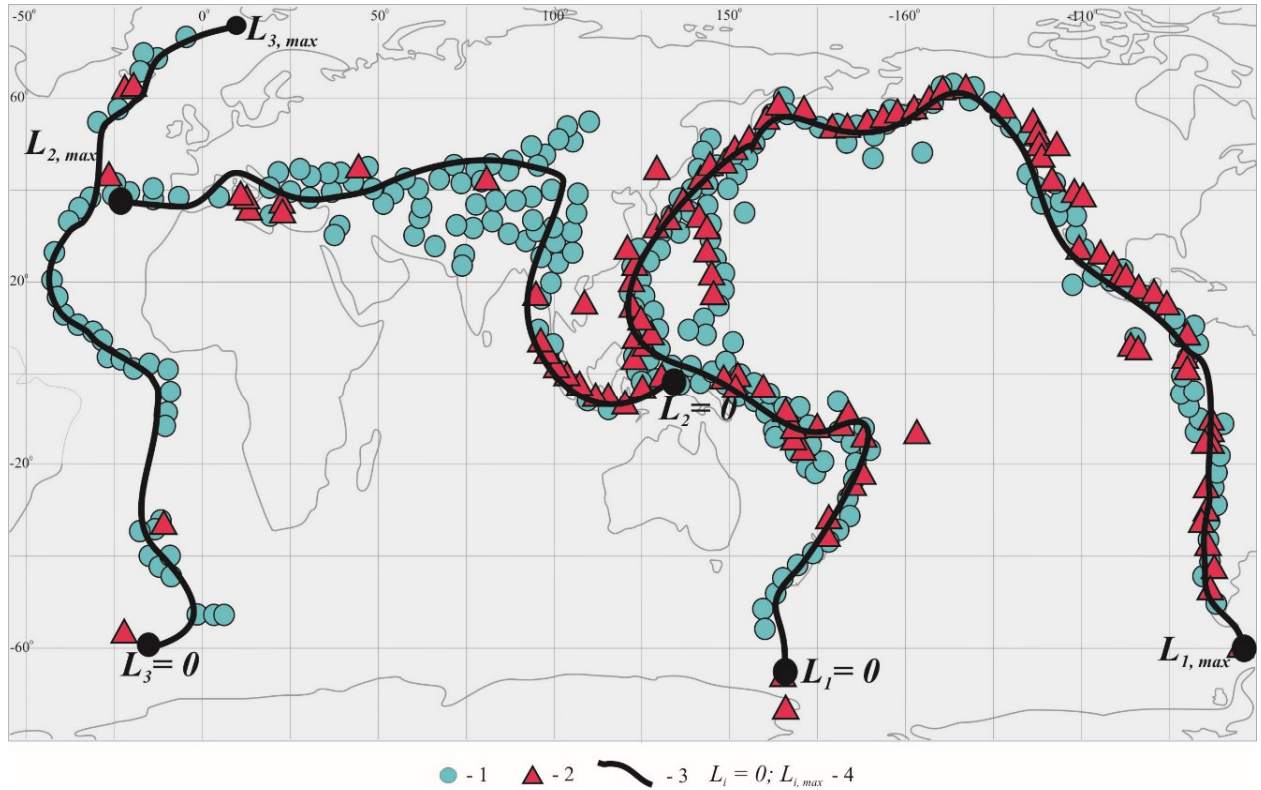 -50° 0° 50° 100° 150° -160° -110°
L3, max
60°
L2, max
20°
L2 = 0
-20°
-60°
L3 = 0
L1 = 0
L1, max
- 1 - 2 - 3 Li = 0; Li, max - 4